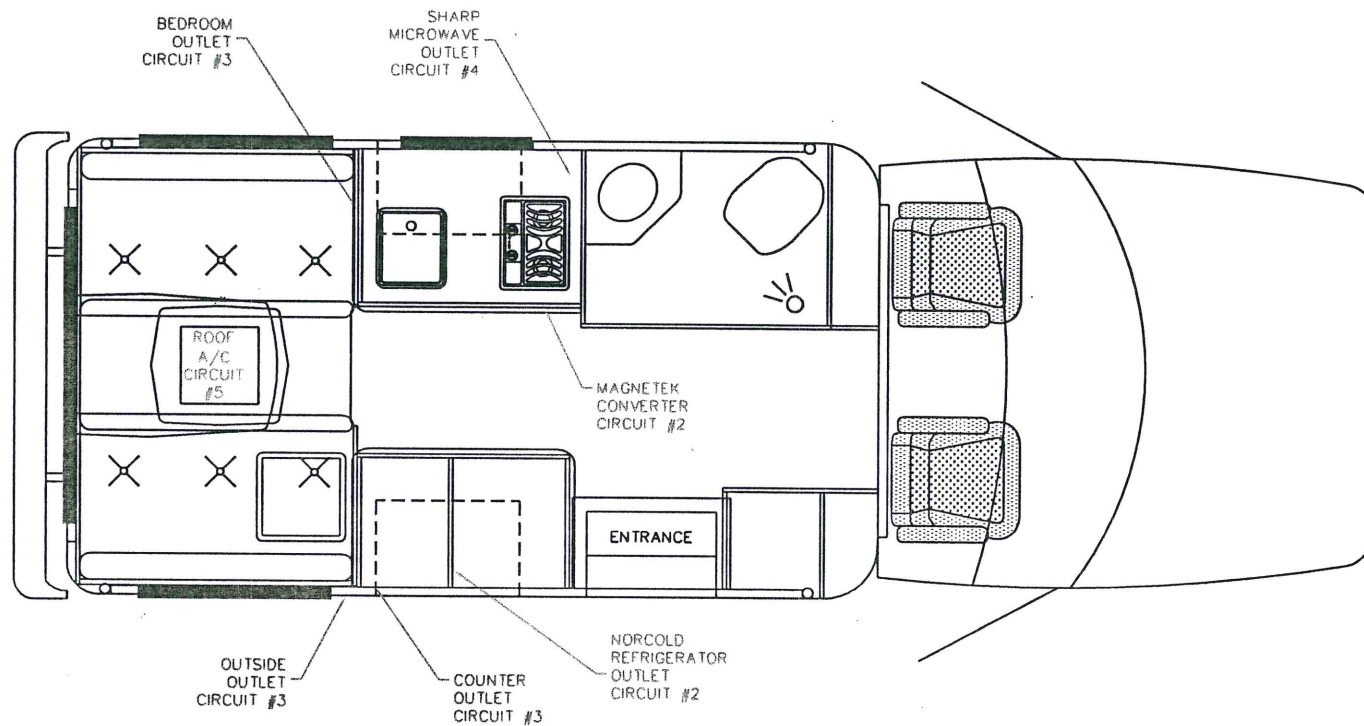 BEDROOM
OUTLET
CIRCUIT #3
SHARP
MICROWAVE
OUTLET
CIRCUIT #4
ROOF
A/C
CIRCUIT
#5
MAGNETEK
CONVERTER
CIRCUIT #2
ENTRANCE
OUTSIDE
OUTLET
CIRCUIT #3
COUNTER
OUTLET
CIRCUIT #3
NORCOLD
REFRIGERATOR
OUTLET
CIRCUIT #2